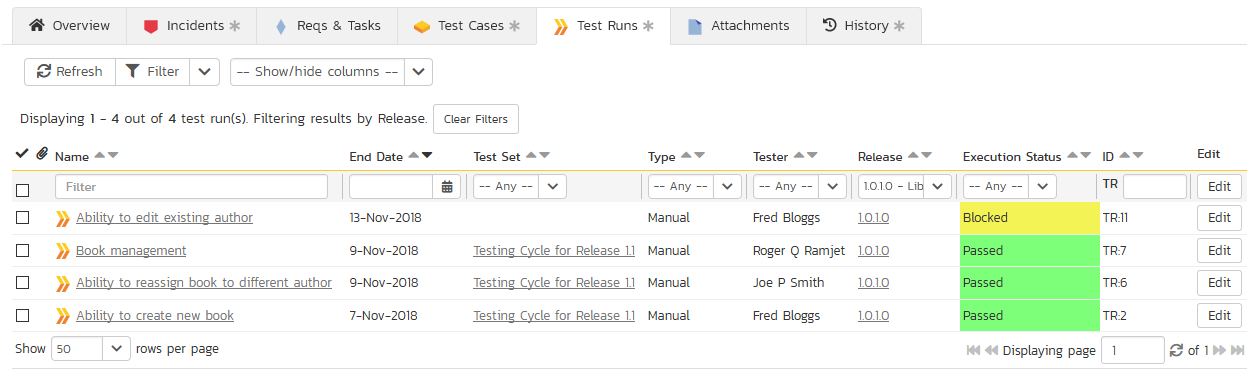 Overview Incidents Reqs & Tasks Test Cases Test Runs Attachments History
Refresh Filter -- Show/hide columns --
Displaying 1 - 4 out of 4 test run(s). Filtering results by Release. Clear Filters
Name End Date Test Set Type Tester Release Execution Status ID Edit
Filter -- Any -- -- Any -- -- Any -- 1.0.1.0 - Lib -- Any -- TR Edit
Ability to edit existing author 13-Nov-2018 Manual Fred Bloggs 1.0.1.0 Blocked TR:11 Edit
Book management 9-Nov-2018 Testing Cycle for Release 1.1 Manual Roger Q Ramjet 1.0.1.0 Passed TR:7 Edit
Ability to reassign book to different author 9-Nov-2018 Testing Cycle for Release 1.1 Manual Joe P Smith 1.0.1.0 Passed TR:6 Edit
Ability to create new book 7-Nov-2018 Testing Cycle for Release 1.1 Manual Fred Bloggs 1.0.1.0 Passed TR:2 Edit
Show 50 rows per page Displaying page 1 of 1